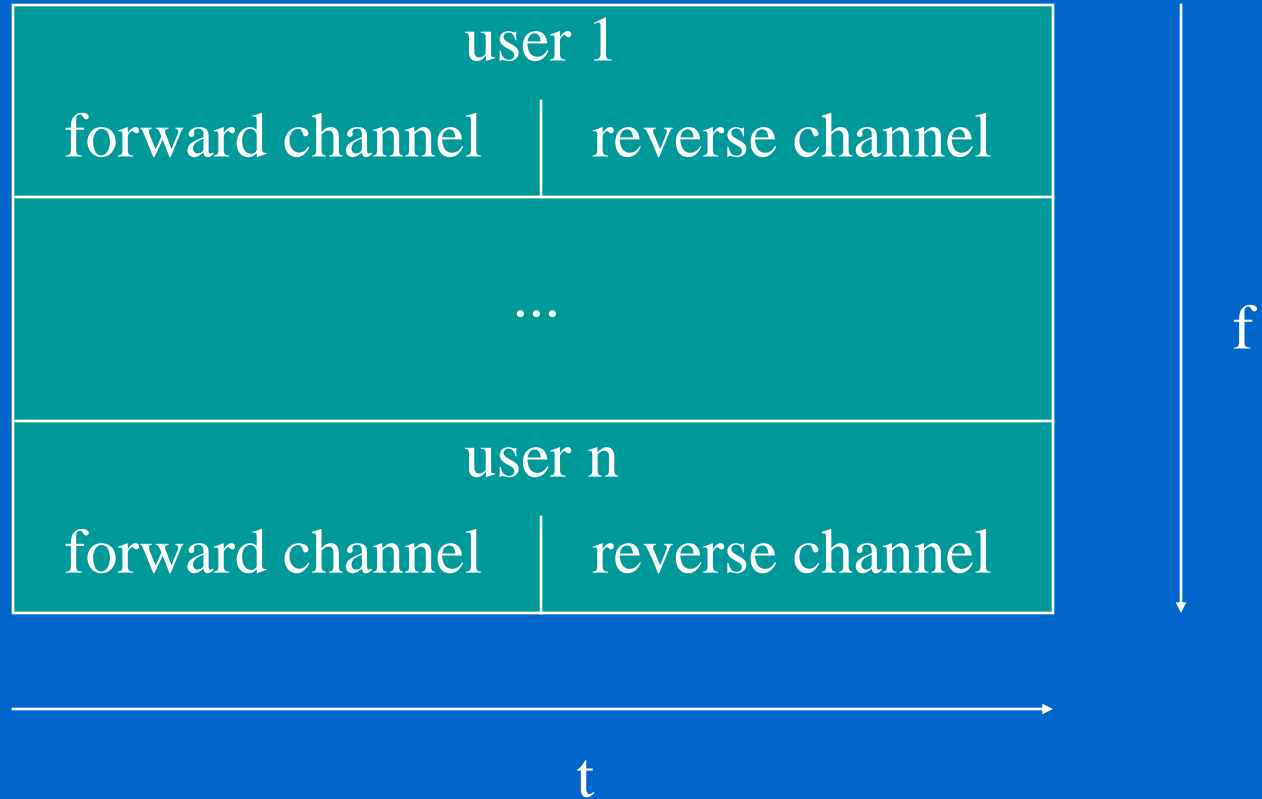 user 1
forward channel reverse channel
...
f
user n
forward channel reverse channel
t